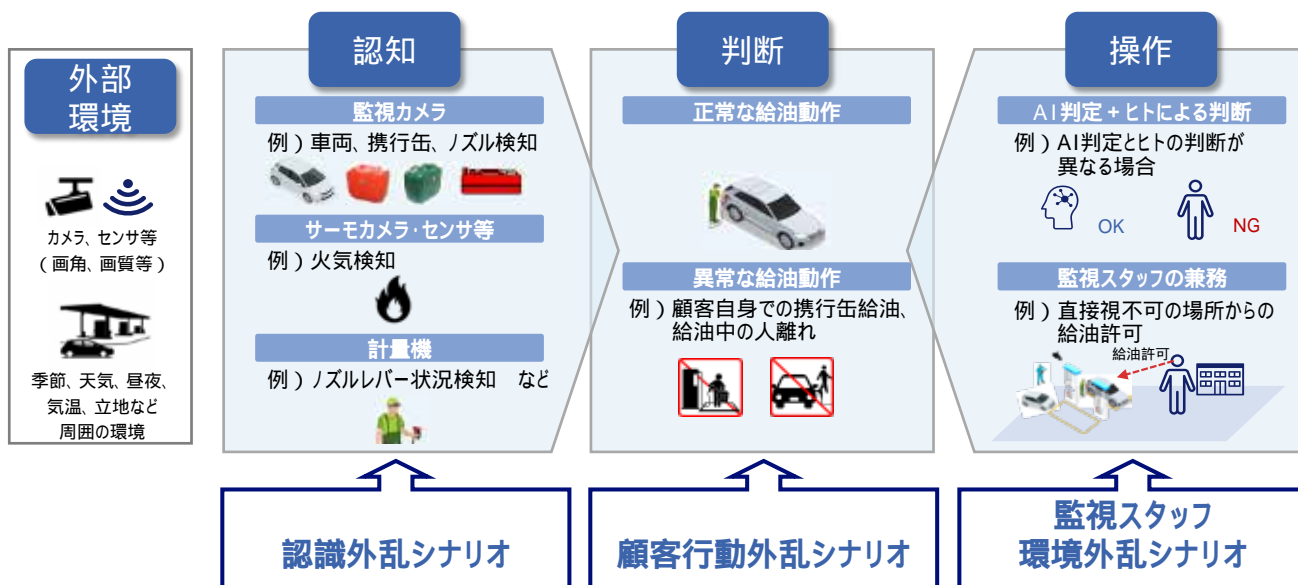 外部
環境
カメラ、センサ等
（画角、画質等）
季節、天気、昼夜、
気温、立地など
周囲の環境
認知
監視カメラ
例）車両、携行缶、ノズル検知
サーモカメラ・センサ等
例）火気検知
計量機
例）ノズルレバー状況検知　など
認識外乱シナリオ
判断
正常な給油動作
異常な給油動作
例）顧客自身での携行缶給油、
給油中の人離れ
顧客行動外乱シナリオ
操作
AI判定＋ヒトによる判断
例）AI判定とヒトの判断が
異なる場合
OK
NG
監視スタッフの兼務
例）直接視不可の場所からの
給油許可
給油許可
監視スタッフ
環境外乱シナリオ